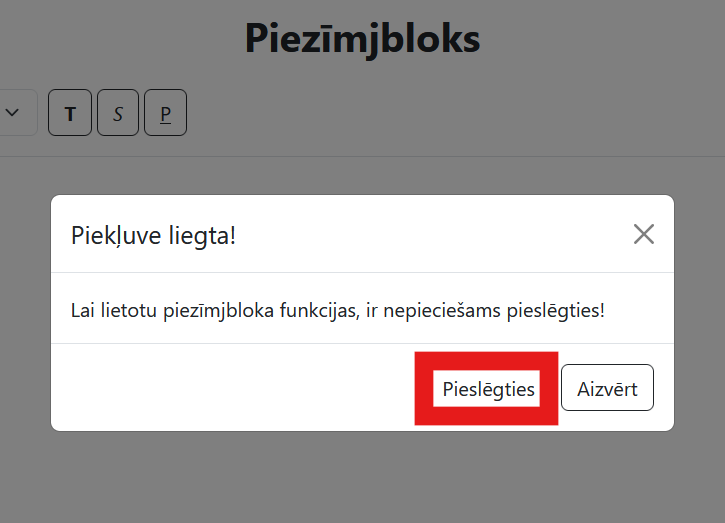 Piezīmjbloks
T S P
Piekļuve liegta!
Lai lietotu piezīmjbloka funkcijas, ir nepieciešams pieslēgties!
Pieslēgties Aizvērt